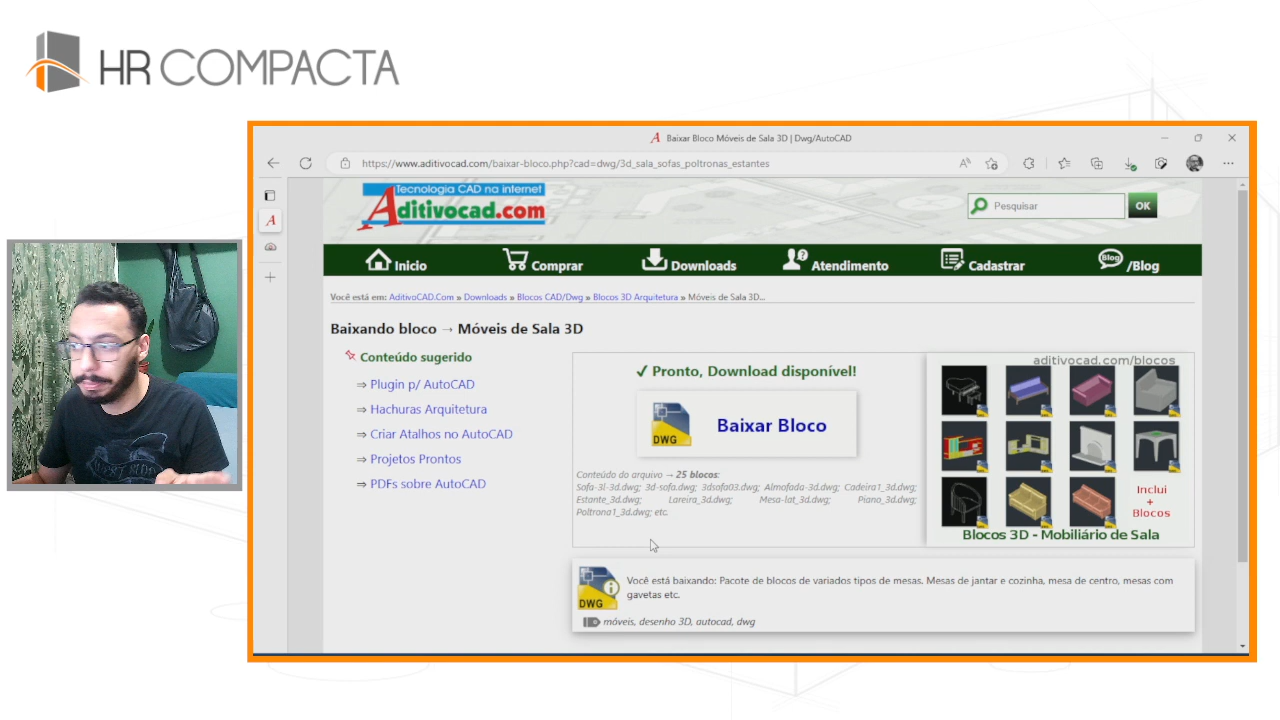 HR COMPACTA
Baixar Bloco Móveis de Sala 3D | Dwg/AutoCAD
https://www.aditivocad.com/baixar-bloco.php?cad=dwg/3d_sala_sofas_poltronas_estantes
Tecnologia CAD na internet
Aditivocad.com
Pesquisar
OK
Inicio
Comprar
Downloads
Atendimento
Cadastrar
Blog
/Blog
Você está em: AditivoCAD.Com » Downloads » Blocos CAD/Dwg » Blocos 3D Arquitetura » Móveis de Sala 3D...
Baixando bloco → Móveis de Sala 3D
Conteúdo sugerido
⇒ Plugin p/ AutoCAD
⇒ Hachuras Arquitetura
⇒ Criar Atalhos no AutoCAD
⇒ Projetos Prontos
⇒ PDFs sobre AutoCAD
✓ Pronto, Download disponível!
DWG
Baixar Bloco
Conteúdo do arquivo → 25 blocos:
Sofa-3l-3d.dwg; 3d-sofa.dwg; 3dsofa03.dwg; Almofada-3d.dwg; Cadeira1_3d.dwg;
Estante_3d.dwg; Lareira_3d.dwg; Mesa-lat_3d.dwg; Piano_3d.dwg;
Poltrona1_3d.dwg; etc.
aditivocad.com/blocos
Inclui
+
Blocos
Blocos 3D - Mobiliário de Sala
DWG
Você está baixando: Pacote de blocos de variados tipos de mesas. Mesas de jantar e cozinha, mesa de centro, mesas com
gavetas etc.
móveis, desenho 3D, autocad, dwg